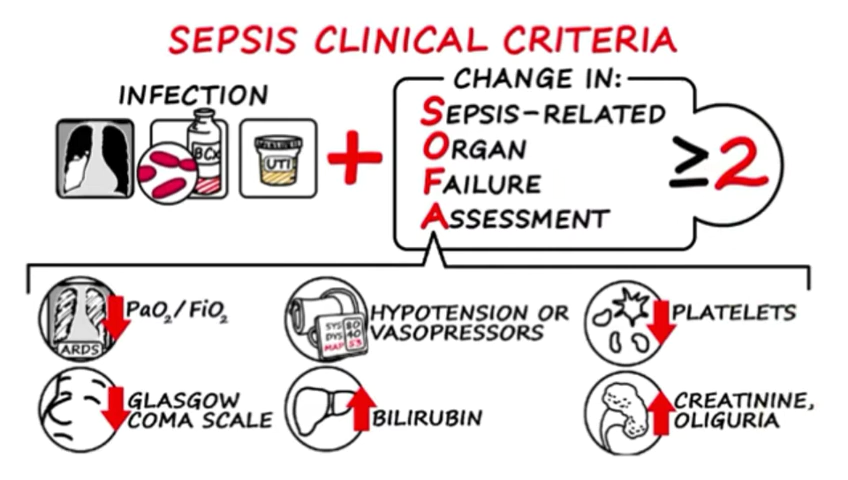 SEPSIS CLINICAL CRITERIA
INFECTION
CHANGE IN:
SEPSIS-RELATED
ORGAN
FAILURE
ASSESSMENT
≥2
BCx
UTI
PaO₂/FiO₂
ARDS
HYPOTENSION OR
VASOPRESSORS
SYS 80
DYS 40
MAP 53
PLATELETS
GLASGOW
COMA SCALE
BILIRUBIN
CREATININE,
OLIGURIA